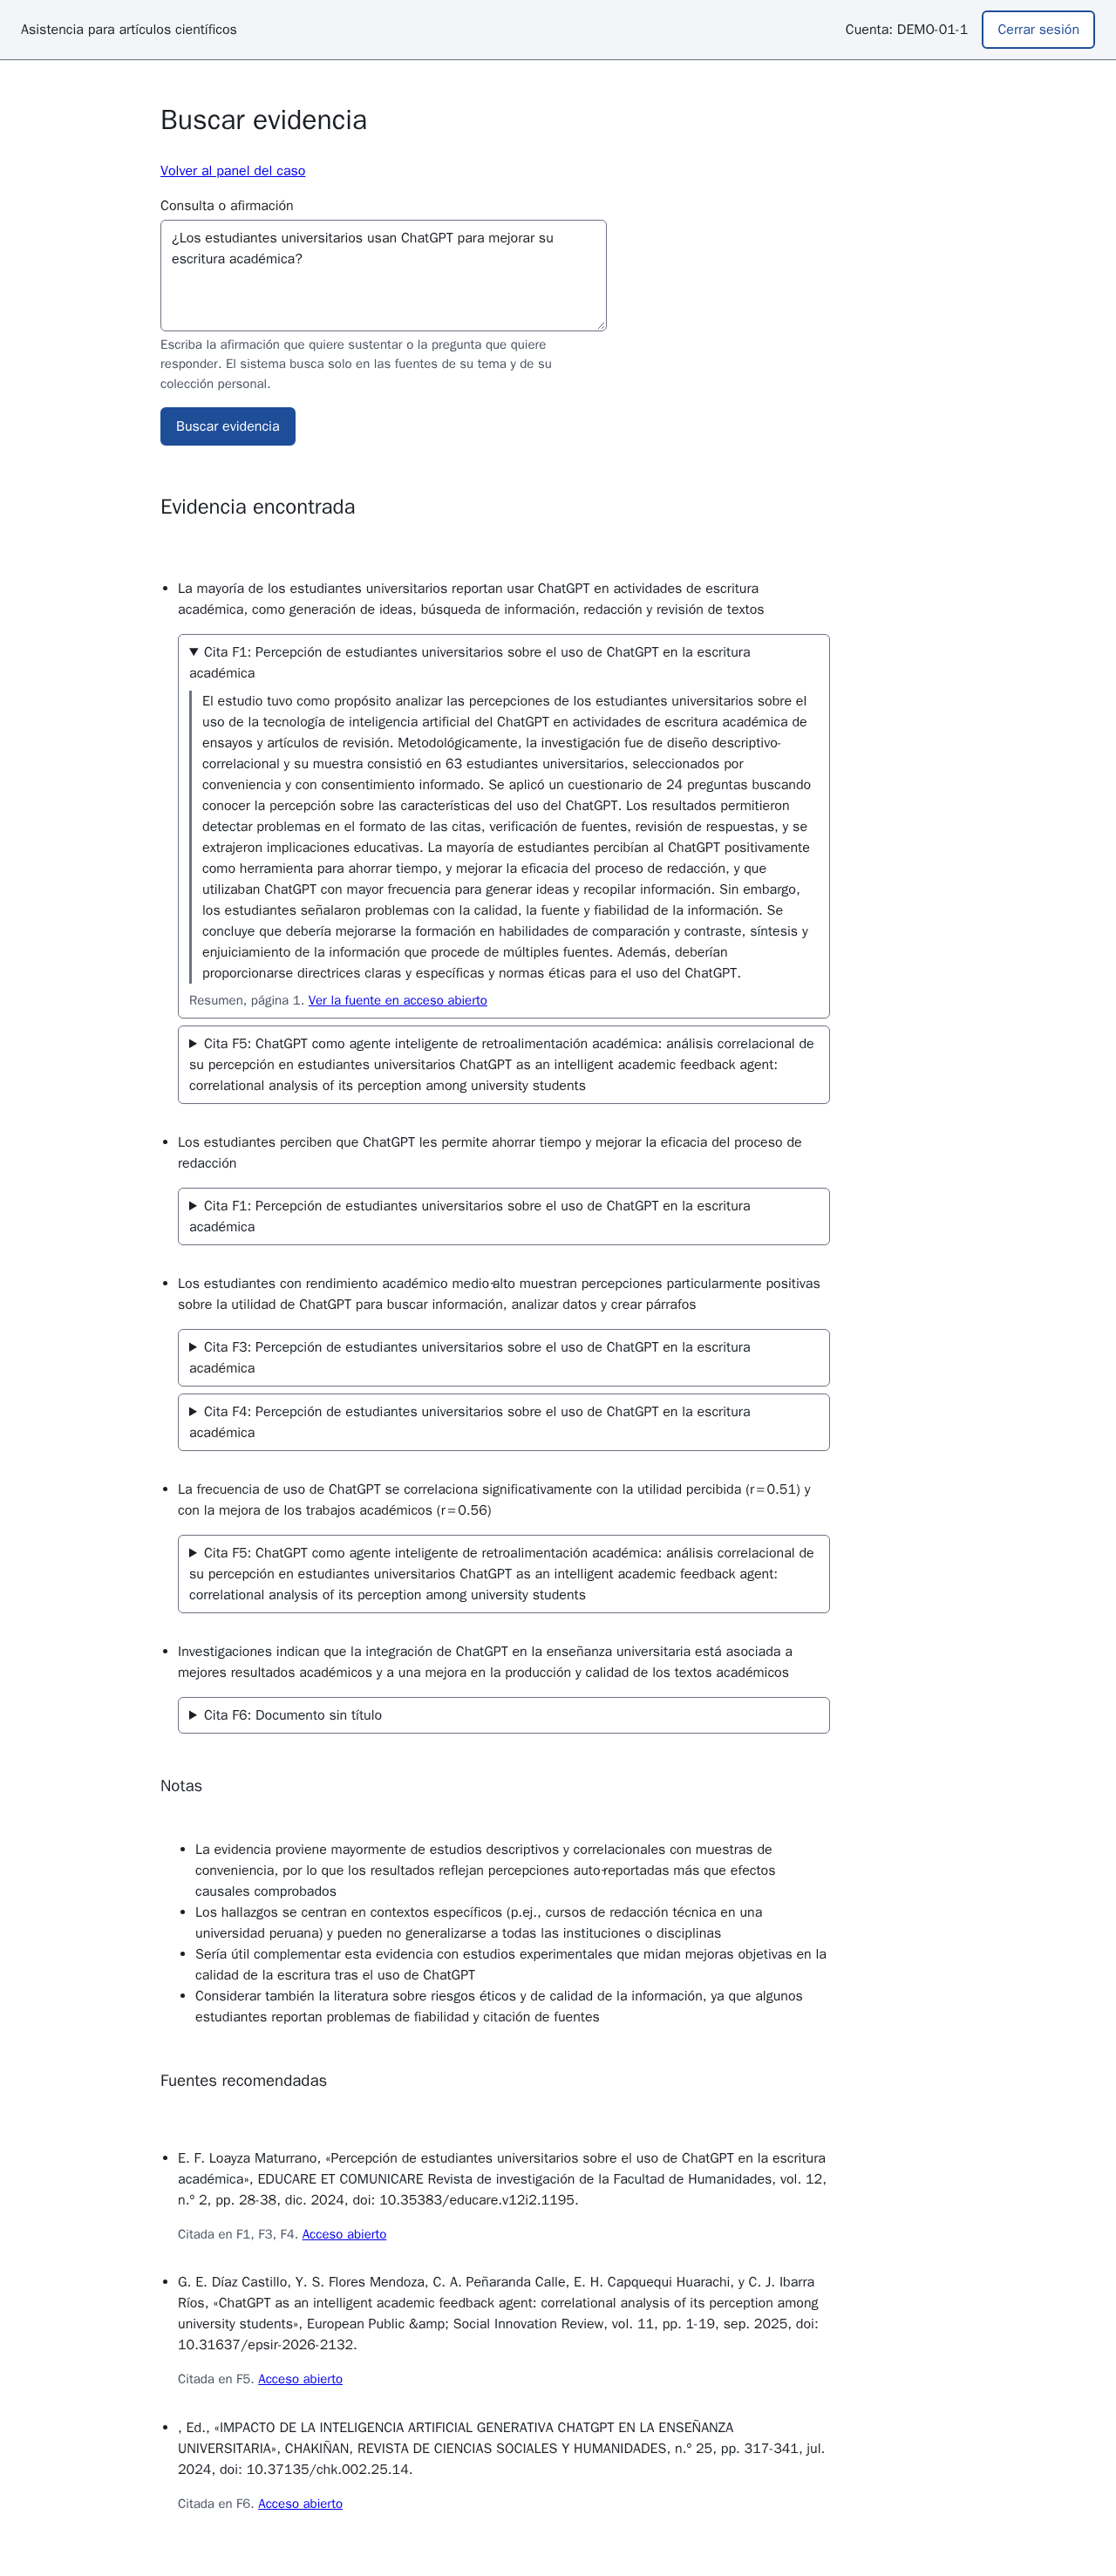 Asistencia para artículos científicos
Cuenta: DEMO-01-1
Cerrar sesión
Buscar evidencia
Volver al panel del caso
Consulta o afirmación
¿Los estudiantes universitarios usan ChatGPT para mejorar su
escritura académica?
Escriba la afirmación que quiere sustentar o la pregunta que quiere
responder. El sistema busca solo en las fuentes de su tema y de su
colección personal.
Buscar evidencia
Evidencia encontrada
• La mayoría de los estudiantes universitarios reportan usar ChatGPT en actividades de escritura
académica, como generación de ideas, búsqueda de información, redacción y revisión de textos
▼ Cita F1: Percepción de estudiantes universitarios sobre el uso de ChatGPT en la escritura
académica
El estudio tuvo como propósito analizar las percepciones de los estudiantes universitarios sobre el
uso de la tecnología de inteligencia artificial del ChatGPT en actividades de escritura académica de
ensayos y artículos de revisión. Metodológicamente, la investigación fue de diseño descriptivo-
correlacional y su muestra consistió en 63 estudiantes universitarios, seleccionados por
conveniencia y con consentimiento informado. Se aplicó un cuestionario de 24 preguntas buscando
conocer la percepción sobre las características del uso del ChatGPT. Los resultados permitieron
detectar problemas en el formato de las citas, verificación de fuentes, revisión de respuestas, y se
extrajeron implicaciones educativas. La mayoría de estudiantes percibían al ChatGPT positivamente
como herramienta para ahorrar tiempo, y mejorar la eficacia del proceso de redacción, y que
utilizaban ChatGPT con mayor frecuencia para generar ideas y recopilar información. Sin embargo,
los estudiantes señalaron problemas con la calidad, la fuente y fiabilidad de la información. Se
concluye que debería mejorarse la formación en habilidades de comparación y contraste, síntesis y
enjuiciamiento de la información que procede de múltiples fuentes. Además, deberían
proporcionarse directrices claras y específicas y normas éticas para el uso del ChatGPT.
Resumen, página 1. Ver la fuente en acceso abierto
▶ Cita F5: ChatGPT como agente inteligente de retroalimentación académica: análisis correlacional de
su percepción en estudiantes universitarios ChatGPT as an intelligent academic feedback agent:
correlational analysis of its perception among university students
• Los estudiantes perciben que ChatGPT les permite ahorrar tiempo y mejorar la eficacia del proceso de
redacción
▶ Cita F1: Percepción de estudiantes universitarios sobre el uso de ChatGPT en la escritura
académica
• Los estudiantes con rendimiento académico medio-alto muestran percepciones particularmente positivas
sobre la utilidad de ChatGPT para buscar información, analizar datos y crear párrafos
▶ Cita F3: Percepción de estudiantes universitarios sobre el uso de ChatGPT en la escritura
académica
▶ Cita F4: Percepción de estudiantes universitarios sobre el uso de ChatGPT en la escritura
académica
• La frecuencia de uso de ChatGPT se correlaciona significativamente con la utilidad percibida (r = 0.51) y
con la mejora de los trabajos académicos (r = 0.56)
▶ Cita F5: ChatGPT como agente inteligente de retroalimentación académica: análisis correlacional de
su percepción en estudiantes universitarios ChatGPT as an intelligent academic feedback agent:
correlational analysis of its perception among university students
• Investigaciones indican que la integración de ChatGPT en la enseñanza universitaria está asociada a
mejores resultados académicos y a una mejora en la producción y calidad de los textos académicos
▶ Cita F6: Documento sin título
Notas
• La evidencia proviene mayormente de estudios descriptivos y correlacionales con muestras de
conveniencia, por lo que los resultados reflejan percepciones auto-reportadas más que efectos
causales comprobados
• Los hallazgos se centran en contextos específicos (p.ej., cursos de redacción técnica en una
universidad peruana) y pueden no generalizarse a todas las instituciones o disciplinas
• Sería útil complementar esta evidencia con estudios experimentales que midan mejoras objetivas en la
calidad de la escritura tras el uso de ChatGPT
• Considerar también la literatura sobre riesgos éticos y de calidad de la información, ya que algunos
estudiantes reportan problemas de fiabilidad y citación de fuentes
Fuentes recomendadas
• E. F. Loayza Maturrano, «Percepción de estudiantes universitarios sobre el uso de ChatGPT en la escritura
académica», EDUCARE ET COMUNICARE Revista de investigación de la Facultad de Humanidades, vol. 12,
n.º 2, pp. 28-38, dic. 2024, doi: 10.35383/educare.v12i2.1195.
Citada en F1, F3, F4. Acceso abierto
• G. E. Díaz Castillo, Y. S. Flores Mendoza, C. A. Peñaranda Calle, E. H. Capquequi Huarachi, y C. J. Ibarra
Ríos, «ChatGPT as an intelligent academic feedback agent: correlational analysis of its perception among
university students», European Public &amp; Social Innovation Review, vol. 11, pp. 1-19, sep. 2025, doi:
10.31637/epsir-2026-2132.
Citada en F5. Acceso abierto
• , Ed., «IMPACTO DE LA INTELIGENCIA ARTIFICIAL GENERATIVA CHATGPT EN LA ENSEÑANZA
UNIVERSITARIA», CHAKIÑAN, REVISTA DE CIENCIAS SOCIALES Y HUMANIDADES, n.º 25, pp. 317-341, jul.
2024, doi: 10.37135/chk.002.25.14.
Citada en F6. Acceso abierto